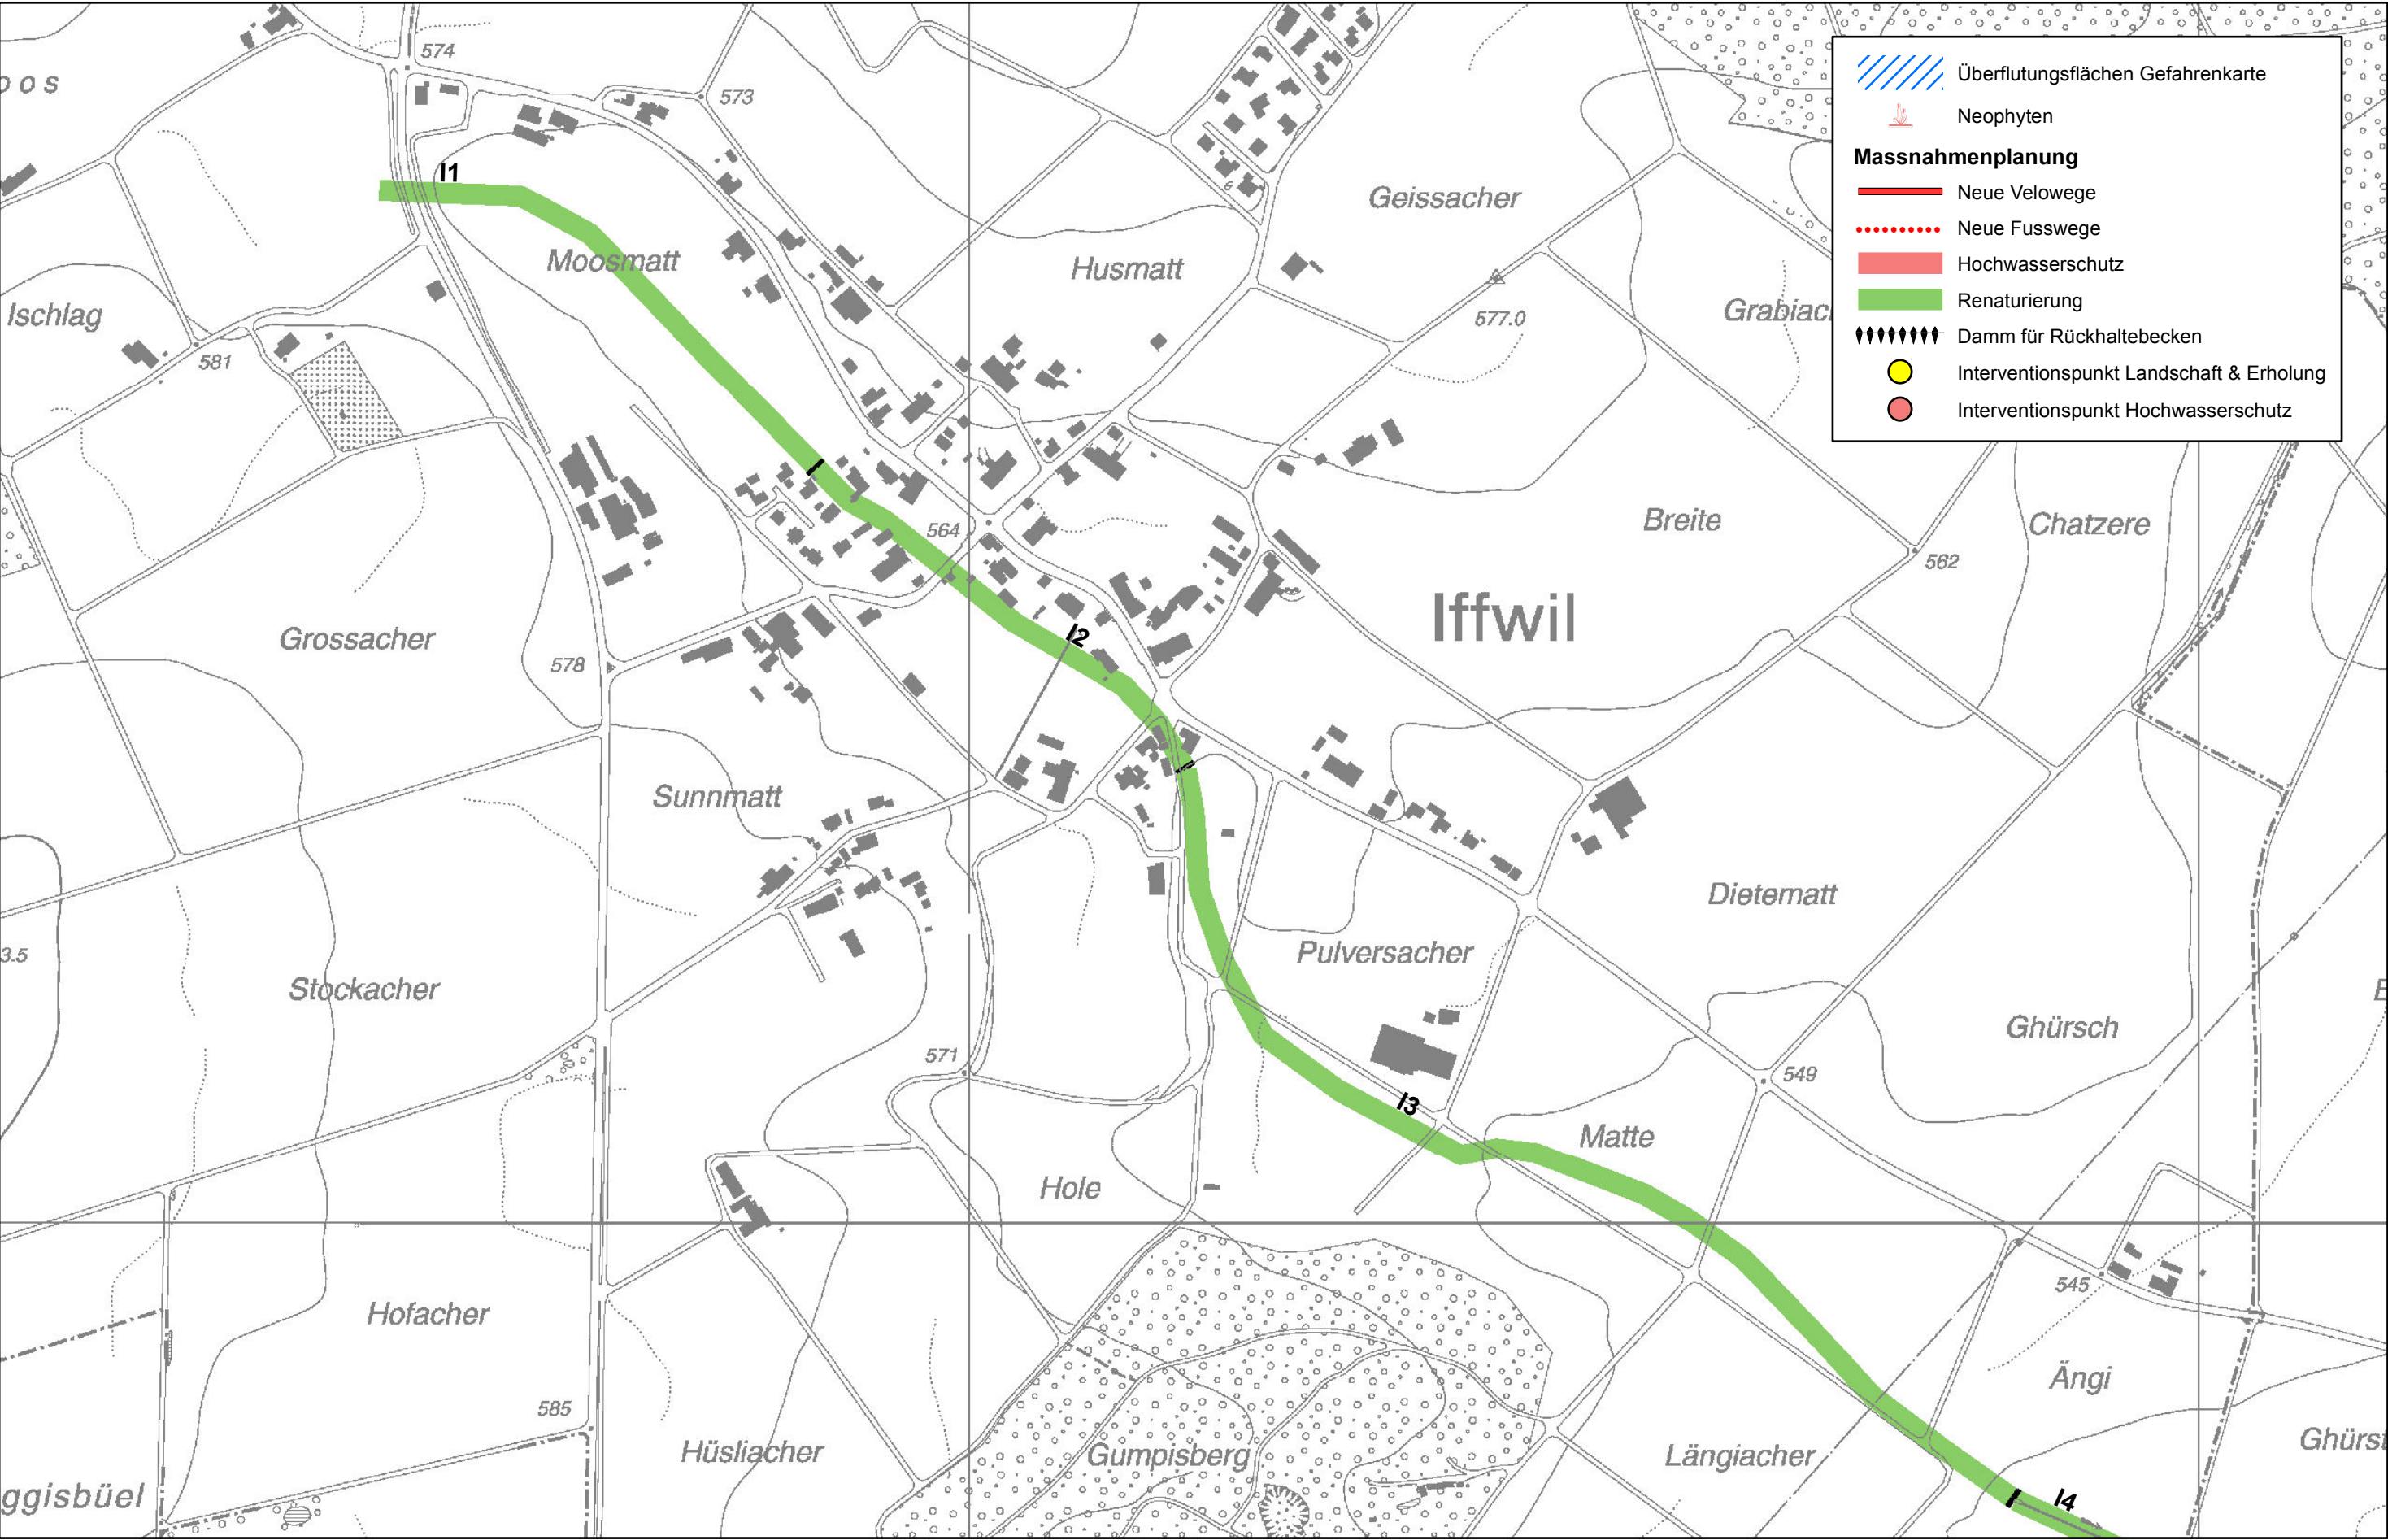 574
oos
573
Überflutungsflächen Gefahrenkarte
Neophyten
Massnahmenplanung
Neue Velowege
Neue Fusswege
Hochwasserschutz
Renaturierung
Damm für Rückhaltebecken
Interventionspunkt Landschaft & Erholung
Interventionspunkt Hochwasserschutz
I1
Geissacher
Moosmatt
Husmatt
Ischlag
577.0
Grabiac
581
564
Breite
Chatzere
562
Iffwil
Grossacher
I2
578
Sunnmatt
Dietematt
3.5
Pulversacher
Stockacher
Ghürsch
571
549
I3
Matte
Hole
545
Hofacher
Ängi
585
Hüsliacher
Gumpisberg
Längiacher
Ghürst
ggisbüel
I4